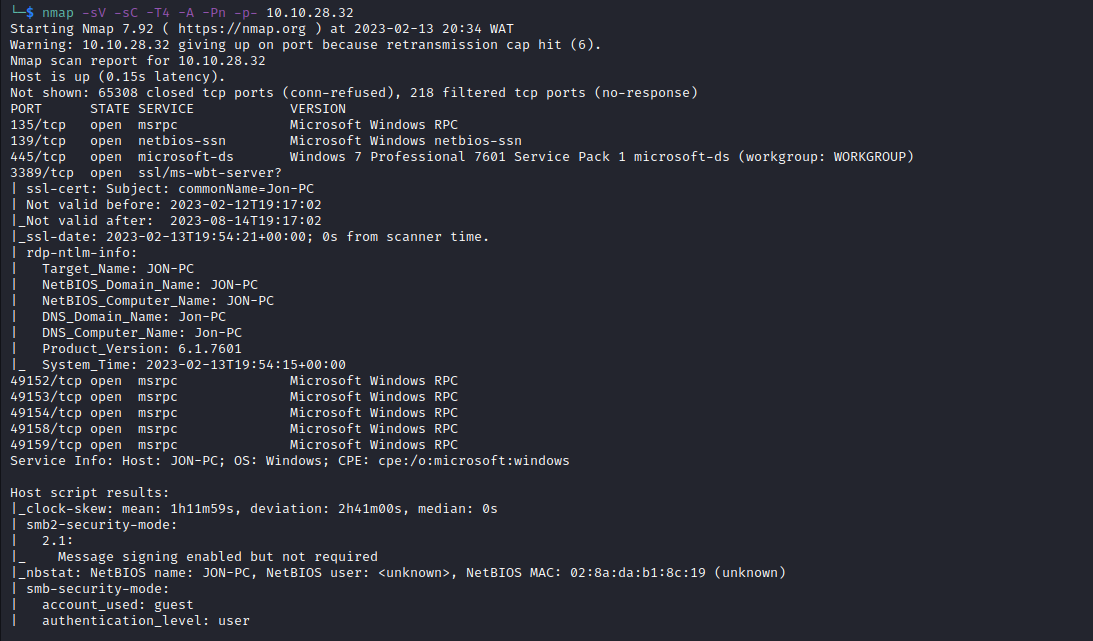 └─$ nmap -sV -sC -T4 -A -Pn -p- 10.10.28.32
Starting Nmap 7.92 ( https://nmap.org ) at 2023-02-13 20:34 WAT
Warning: 10.10.28.32 giving up on port because retransmission cap hit (6).
Nmap scan report for 10.10.28.32
Host is up (0.15s latency).
Not shown: 65308 closed tcp ports (conn-refused), 218 filtered tcp ports (no-response)
PORT      STATE SERVICE            VERSION
135/tcp   open  msrpc              Microsoft Windows RPC
139/tcp   open  netbios-ssn        Microsoft Windows netbios-ssn
445/tcp   open  microsoft-ds       Windows 7 Professional 7601 Service Pack 1 microsoft-ds (workgroup: WORKGROUP)
3389/tcp  open  ssl/ms-wbt-server?
| ssl-cert: Subject: commonName=Jon-PC
| Not valid before: 2023-02-12T19:17:02
|_Not valid after:  2023-08-14T19:17:02
|_ssl-date: 2023-02-13T19:54:21+00:00; 0s from scanner time.
| rdp-ntlm-info:
|   Target_Name: JON-PC
|   NetBIOS_Domain_Name: JON-PC
|   NetBIOS_Computer_Name: JON-PC
|   DNS_Domain_Name: Jon-PC
|   DNS_Computer_Name: Jon-PC
|   Product_Version: 6.1.7601
|_  System_Time: 2023-02-13T19:54:15+00:00
49152/tcp open  msrpc              Microsoft Windows RPC
49153/tcp open  msrpc              Microsoft Windows RPC
49154/tcp open  msrpc              Microsoft Windows RPC
49158/tcp open  msrpc              Microsoft Windows RPC
49159/tcp open  msrpc              Microsoft Windows RPC
Service Info: Host: JON-PC; OS: Windows; CPE: cpe:/o:microsoft:windows
Host script results:
|_clock-skew: mean: 1h11m59s, deviation: 2h41m00s, median: 0s
| smb2-security-mode:
|   2.1:
|_    Message signing enabled but not required
|_nbstat: NetBIOS name: JON-PC, NetBIOS user: <unknown>, NetBIOS MAC: 02:8a:da:b1:8c:19 (unknown)
| smb-security-mode:
|   account_used: guest
|   authentication_level: user